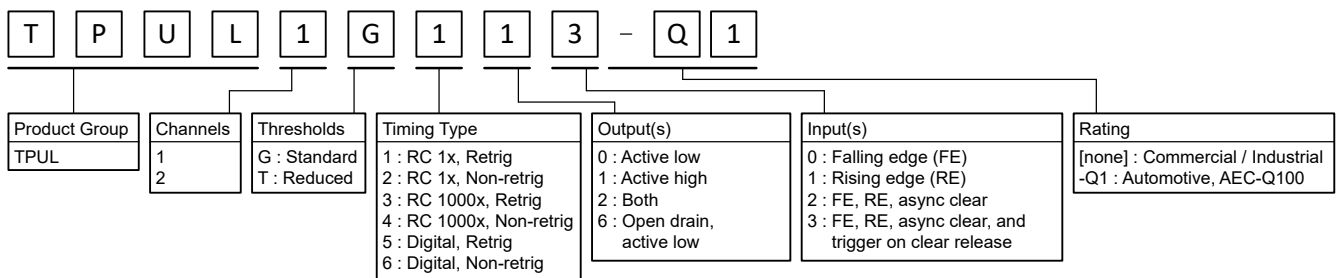 T P U L 1 G 1 1 3 – Q 1
Product Group
TPUL
Channels
1
2
Thresholds
G : Standard
T : Reduced
Timing Type
1 : RC 1x, Retrig
2 : RC 1x, Non-retrig
3 : RC 1000x, Retrig
4 : RC 1000x, Non-retrig
5 : Digital, Retrig
6 : Digital, Non-retrig
Output(s)
0 : Active low
1 : Active high
2 : Both
6 : Open drain,
active low
Input(s)
0 : Falling edge (FE)
1 : Rising edge (RE)
2 : FE, RE, async clear
3 : FE, RE, async clear, and
trigger on clear release
Rating
[none] : Commercial / Industrial
-Q1 : Automotive, AEC-Q100